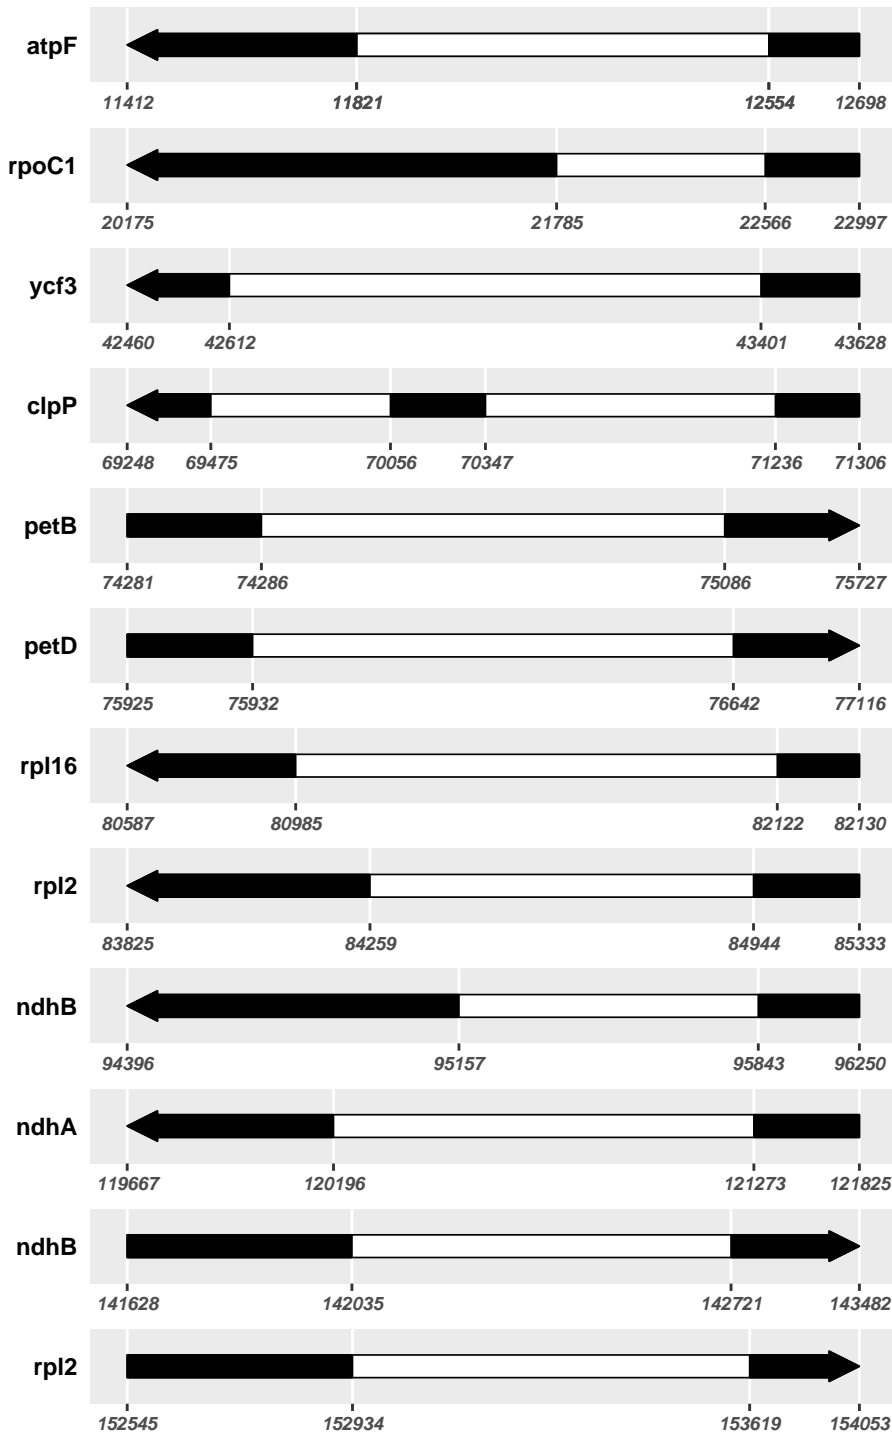 atpF
11412 11821 12554 12698
rpoC1
20175 21785 22566 22997
ycf3
42460 42612 43401 43628
clpP
69248 69475 70056 70347 71236 71306
petB
74281 74286 75086 75727
petD
75925 75932 76642 77116
rpl16
80587 80985 82122 82130
rpl2
83825 84259 84944 85333
ndhB
94396 95157 95843 96250
ndhA
119667 120196 121273 121825
ndhB
141628 142035 142721 143482
rpl2
152545 152934 153619 154053